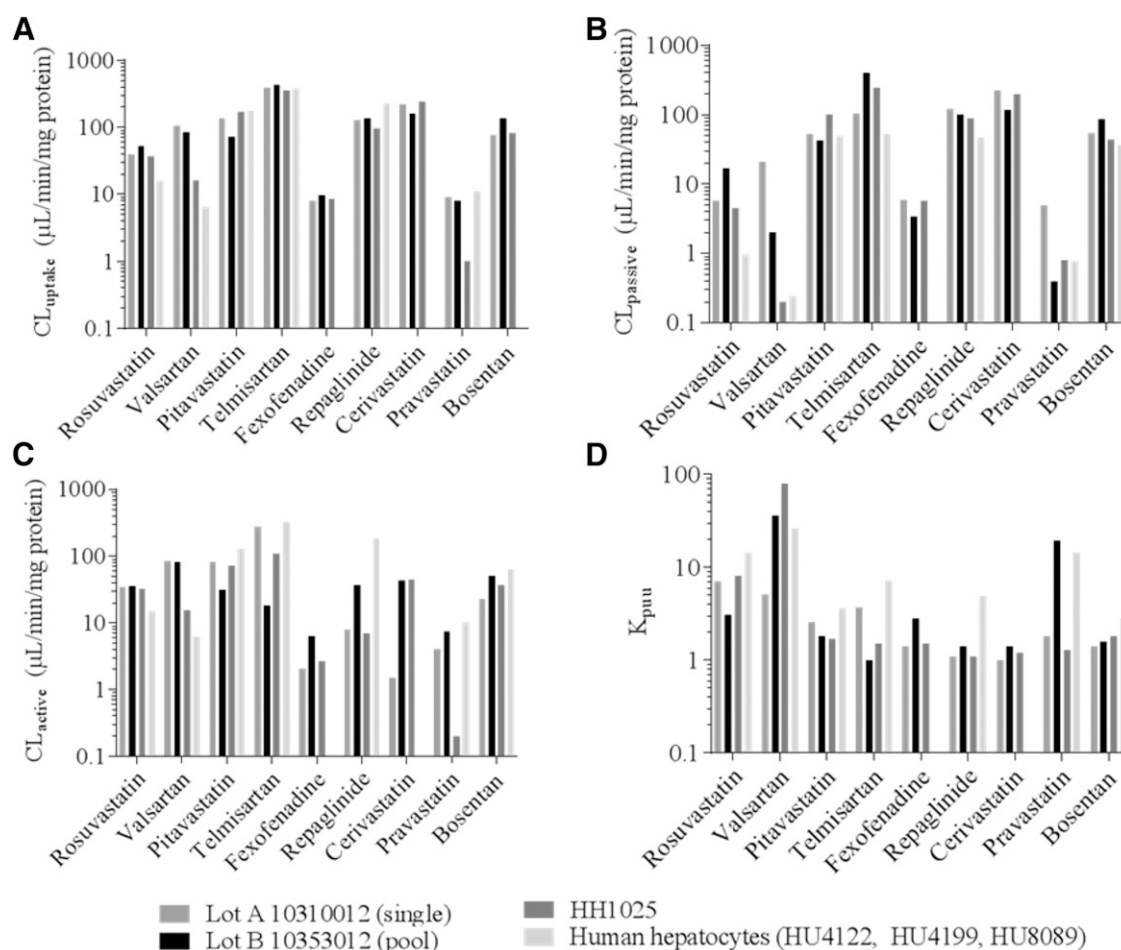 A
CLuptake (µL/min/mg protein)
1000
100
10
1
0.1
Rosuvastatin
Valsartan
Pitavastatin
Telmisartan
Fexofenadine
Repaglinide
Cerivastatin
Pravastatin
Bosentan
B
CLpassive (µL/min/mg protein)
1000
100
10
1
0.1
Rosuvastatin
Valsartan
Pitavastatin
Telmisartan
Fexofenadine
Repaglinide
Cerivastatin
Pravastatin
Bosentan
C
CLactive (µL/min/mg protein)
1000
100
10
1
0.1
Rosuvastatin
Valsartan
Pitavastatin
Telmisartan
Fexofenadine
Repaglinide
Cerivastatin
Pravastatin
Bosentan
D
Kpuu
100
10
1
0.1
Rosuvastatin
Valsartan
Pitavastatin
Telmisartan
Fexofenadine
Repaglinide
Cerivastatin
Pravastatin
Bosentan
Lot A 10310012 (single)
Lot B 10353012 (pool)
HH1025
Human hepatocytes (HU4122, HU4199, HU8089)